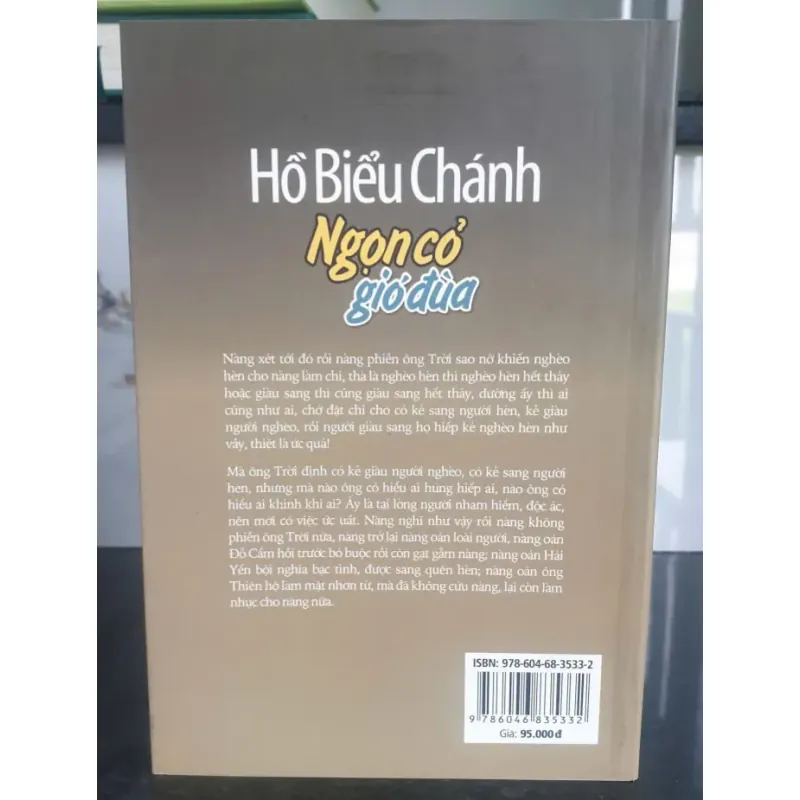 Hồ Biểu Chánh
Ngọn cỏ
gió đùa
Nàng xét tới đó rồi nàng phiền ông Trời sao nỡ khiến nghèo
hèn cho nàng làm chi, thà là nghèo hèn thì nghèo hèn hết thảy
hoặc giàu sang thì cũng giàu sang hết thảy, dường ấy thì ai
cũng như ai, chớ đặt chi cho có kẻ sang người hèn, kẻ giàu
người nghèo, rồi người giàu sang họ hiếp kẻ nghèo hèn như
vầy, thiệt là ức quá!
Mà ông Trời định có kẻ giàu người nghèo, có kẻ sang người
hèn, nhưng mà nào ông có biểu ai hung hiếp ai, nào ông có
biểu ai khinh khi ai? Ấy là tại lòng người nham hiểm, độc ác,
nên mới có việc ức uất. Nàng nghĩ như vậy rồi nàng không
phiền ông Trời nữa, nàng trở lại nàng oán loài người, nàng oán
Đỗ Cẩm hồi trước bó buộc rồi còn gạt gẫm nàng; nàng oán Hải
Yến bội nghĩa bạc tình, được sang quên hèn; nàng oán ông
Thiên hộ làm mặt nhơn từ, mà đã không cứu nàng, lại còn làm
nhục cho nàng nữa.
ISBN: 978-604-68-3533-2
9 786046 835332
Giá: 95.000 đ